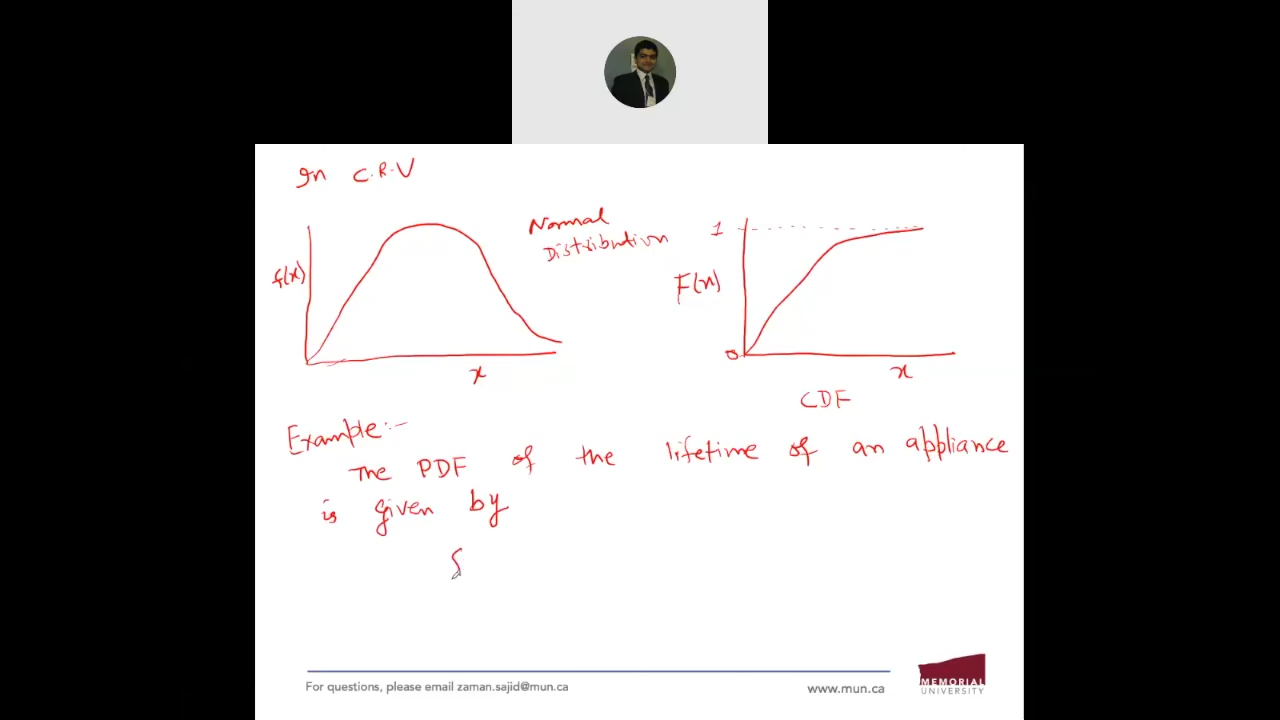 In C.R.V
f(x)
x
Normal
Distribution
1
F(x)
0
x
CDF
Example:-
The PDF of the lifetime of an appliance
is given by
For questions, please email zaman.sajid@mun.ca
www.mun.ca
MEMORIAL
UNIVERSITY